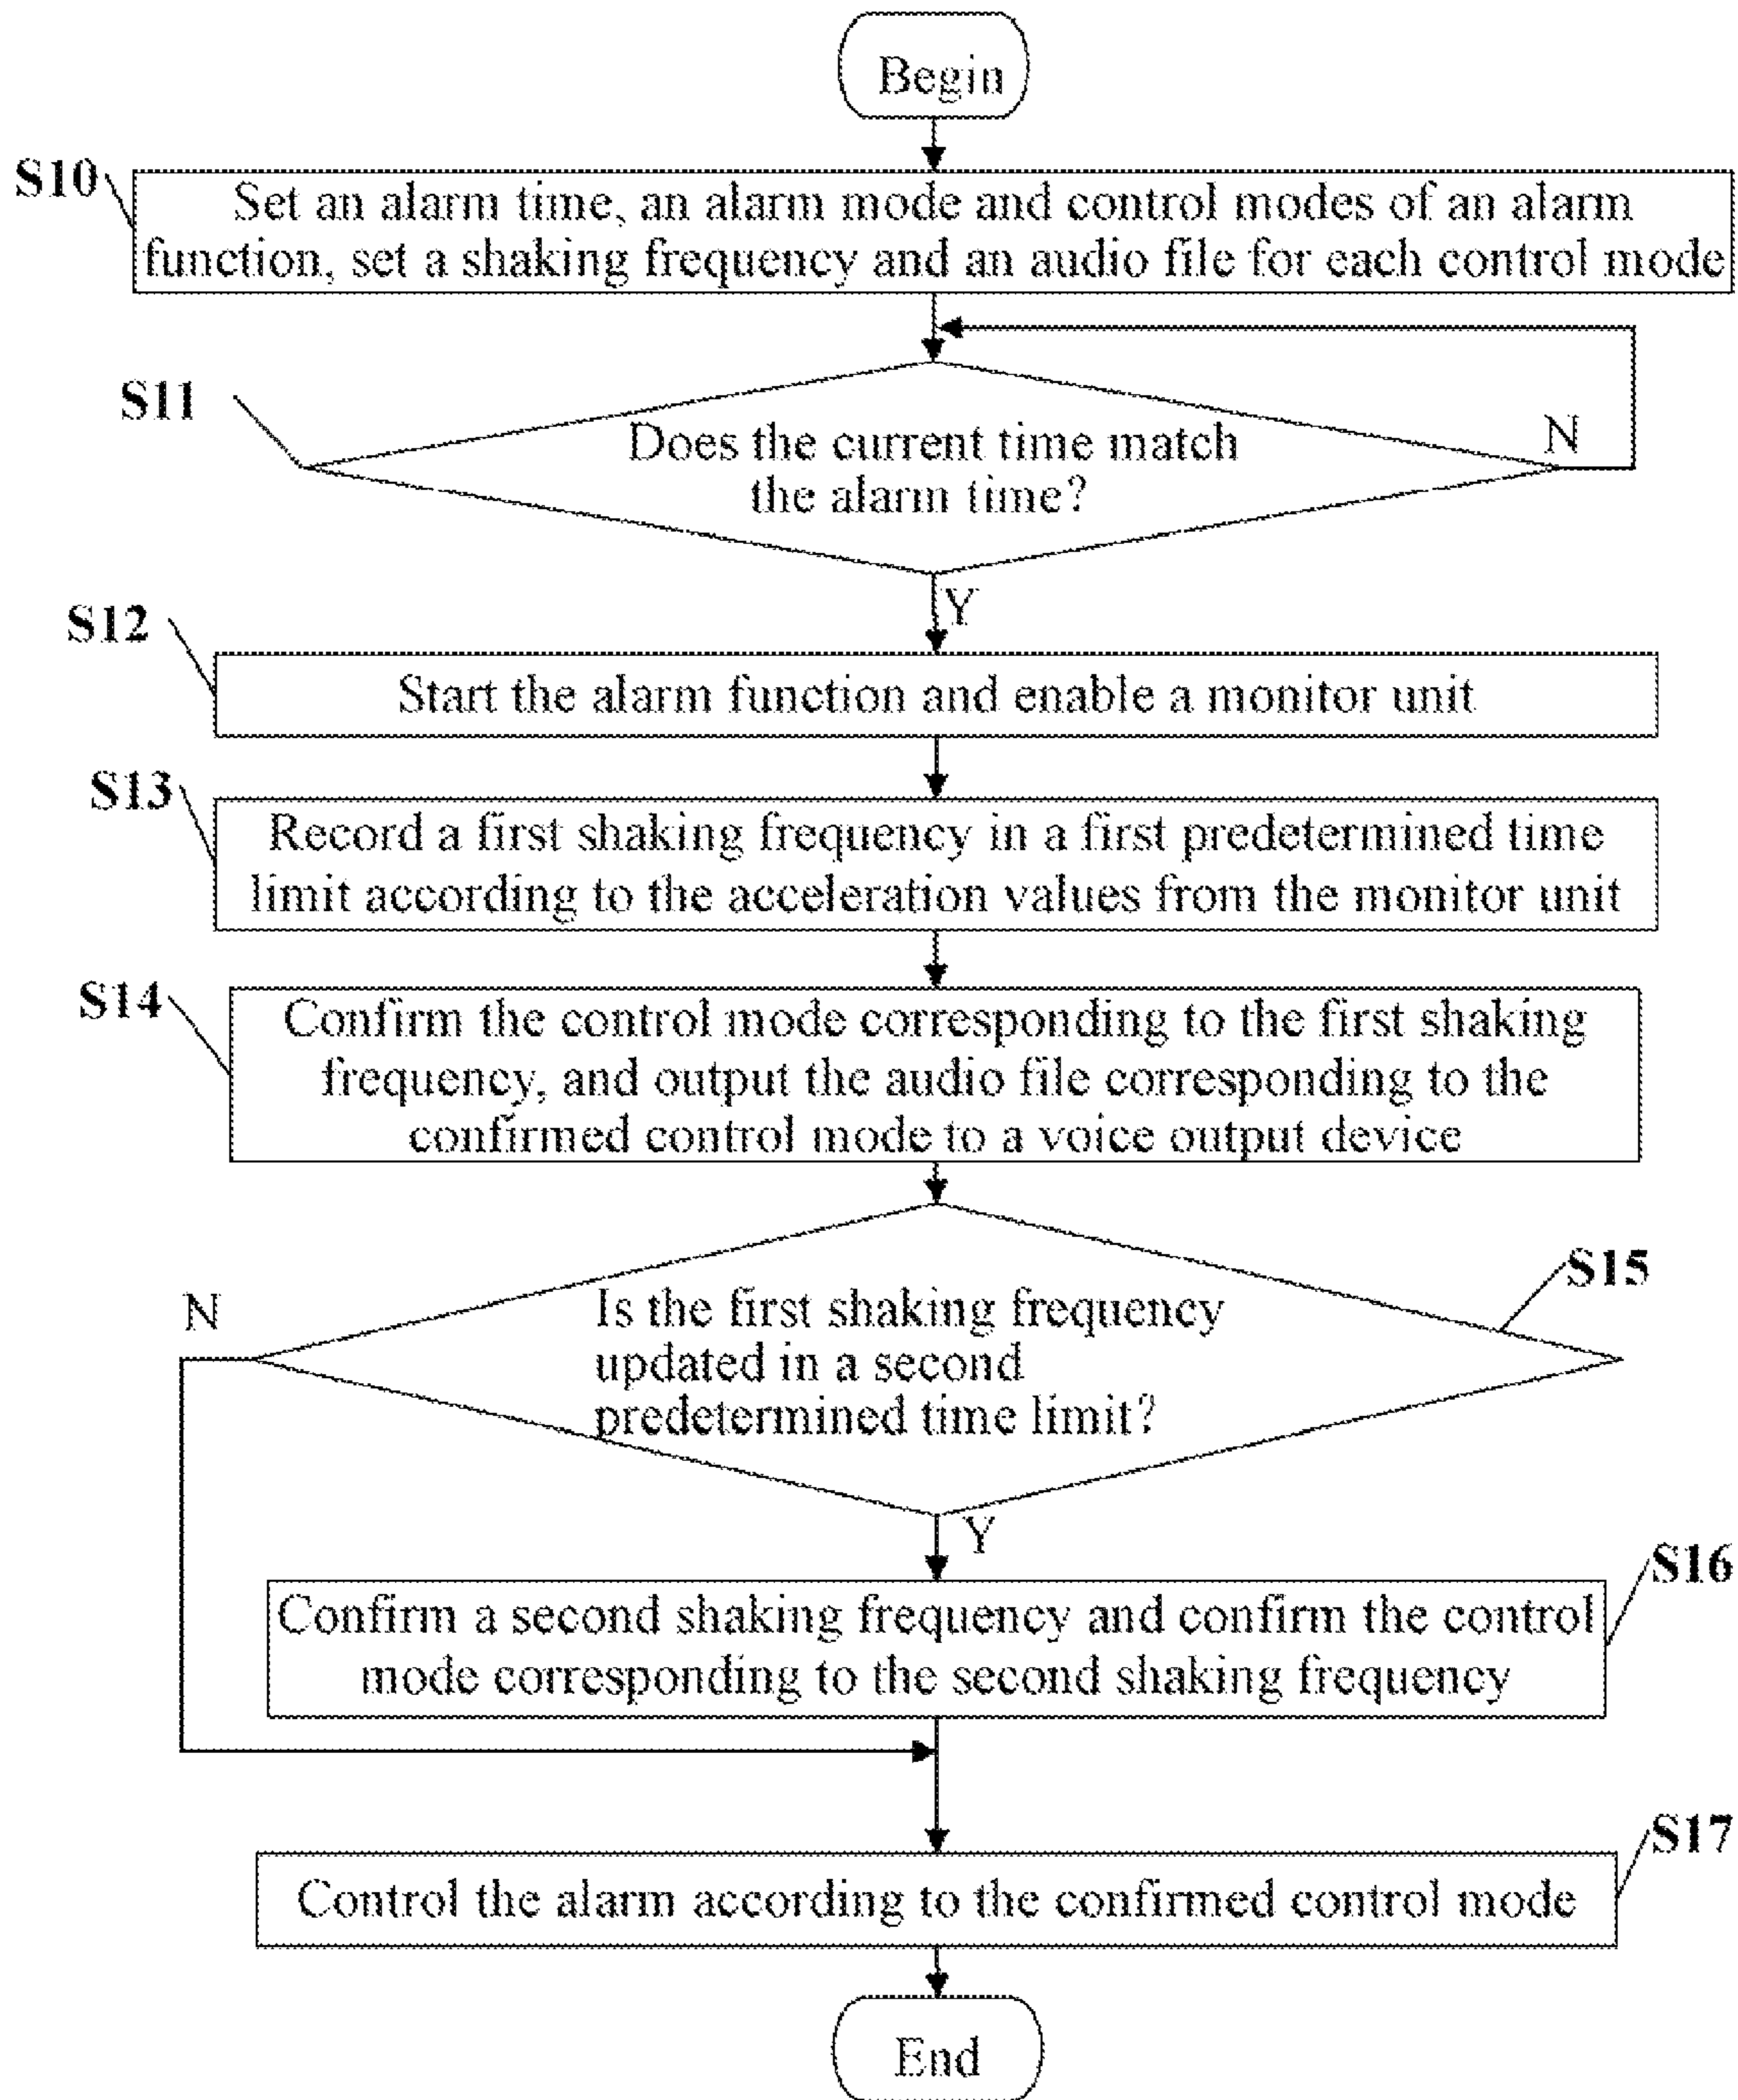 Begin
S10
Set an alarm time, an alarm mode and control modes of an alarm
function, set a shaking frequency and an audio file for each control mode
S11
Does the current time match
the alarm time?
N
Y
S12
Start the alarm function and enable a monitor unit
S13
Record a first shaking frequency in a first predetermined time
limit according to the acceleration values from the monitor unit
S14
Confirm the control mode corresponding to the first shaking
frequency, and output the audio file corresponding to the
confirmed control mode to a voice output device
S15
N
Is the first shaking frequency
updated in a second
predetermined time limit?
Y
S16
Confirm a second shaking frequency and confirm the control
mode corresponding to the second shaking frequency
S17
Control the alarm according to the confirmed control mode
End